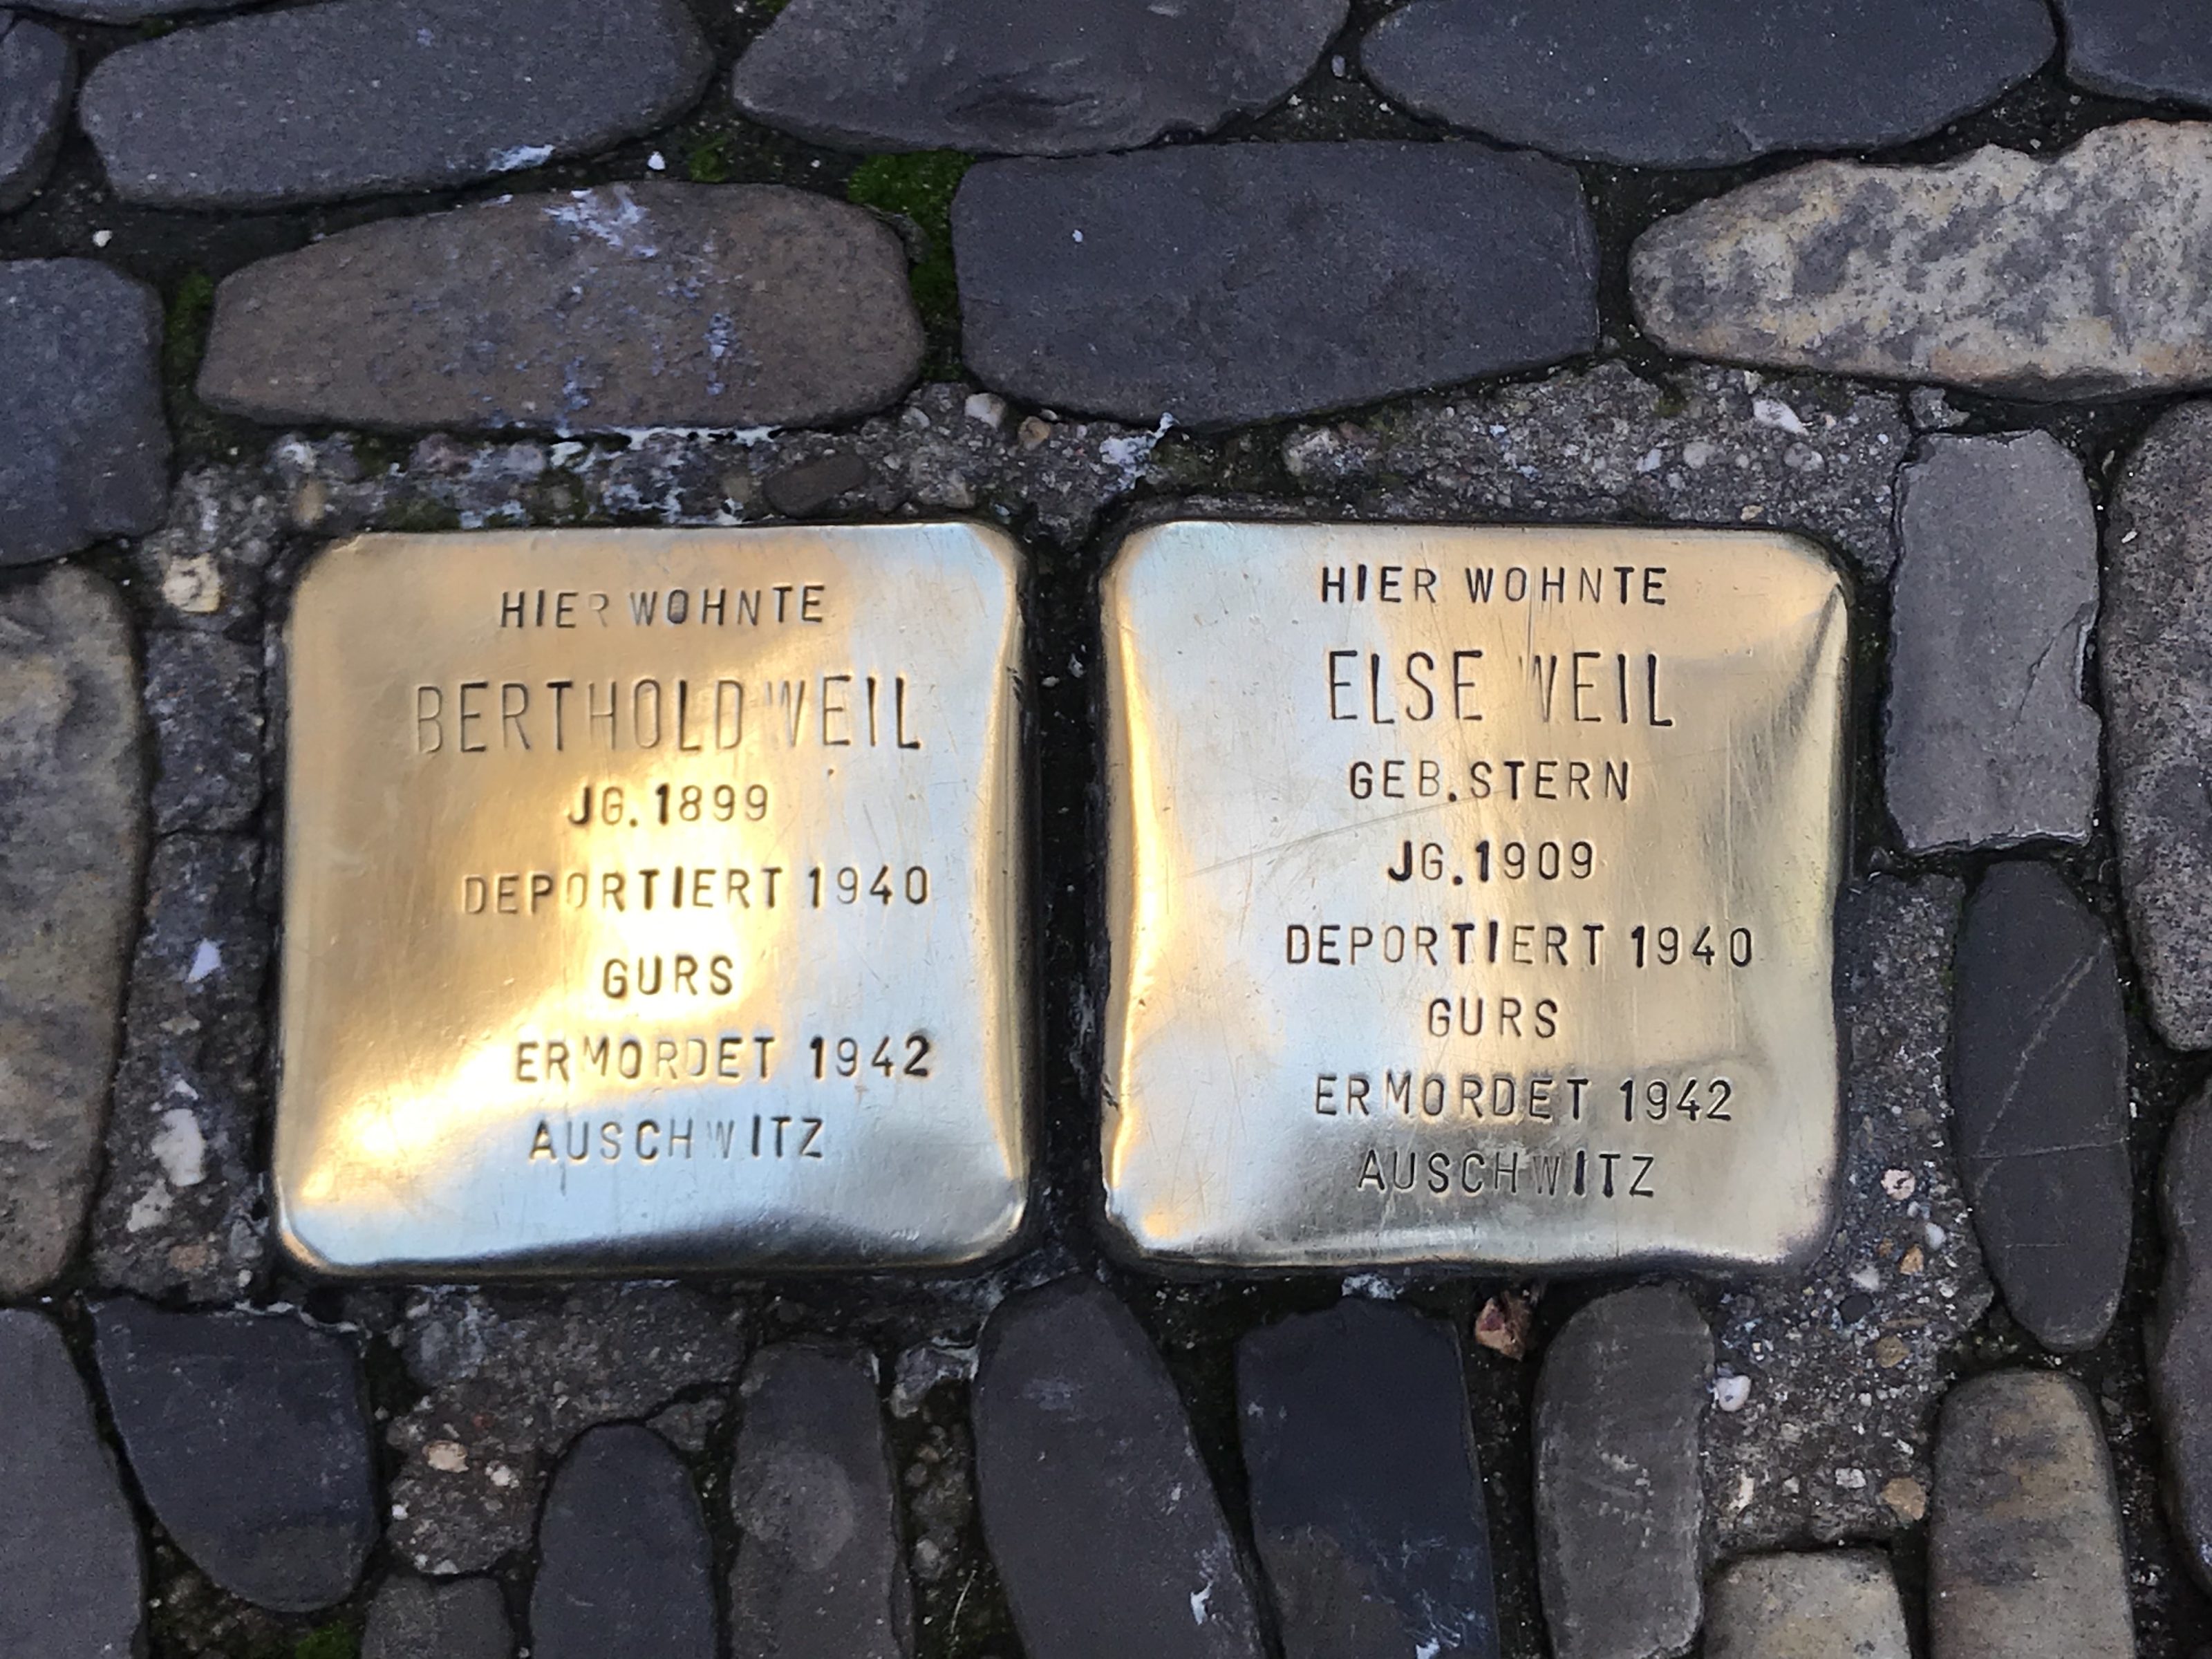 HIER WOHNTE
BERTHOLD WEIL
JG. 1899
DEPORTIERT 1940
GURS
ERMORDET 1942
AUSCHWITZ
HIER WOHNTE
ELSE WEIL
GEB. STERN
JG. 1909
DEPORTIERT 1940
GURS
ERMORDET 1942
AUSCHWITZ